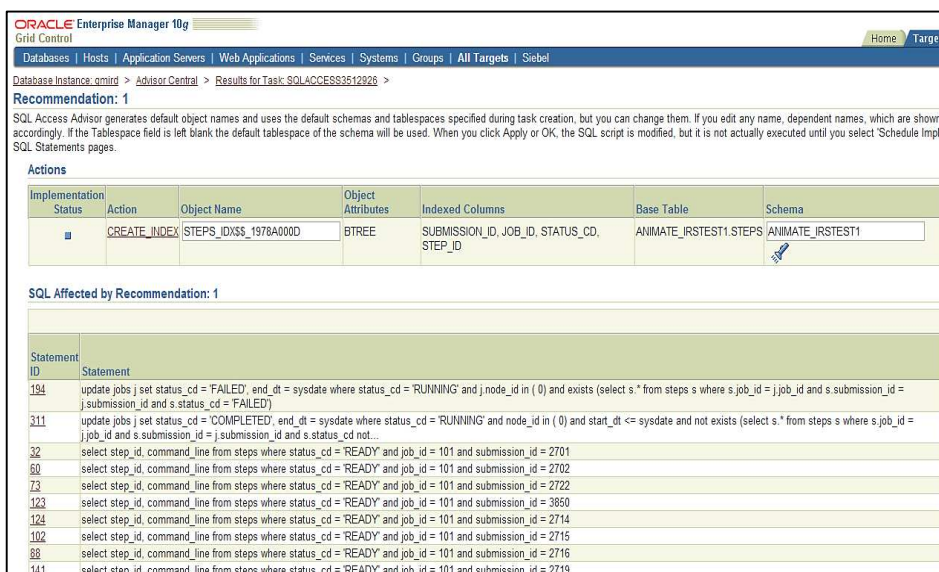 ORACLE Enterprise Manager 10g
Grid Control
Home Targe
Databases | Hosts | Application Servers | Web Applications | Services | Systems | Groups | All Targets | Siebel
Database Instance: qmird > Advisor Central > Results for Task: SQLACCESS3512926 >
Recommendation: 1
SQL Access Advisor generates default object names and uses the default schemas and tablespaces specified during task creation, but you can change them. If you edit any name, dependent names, which are shown
accordingly. If the Tablespace field is left blank the default tablespace of the schema will be used. When you click Apply or OK, the SQL script is modified, but it is not actually executed until you select 'Schedule Impl
SQL Statements pages.
Actions
Implementation Status Action Object Name Object Attributes Indexed Columns Base Table Schema
CREATE_INDEX STEPS_IDX$$_1978A000D BTREE SUBMISSION_ID, JOB_ID, STATUS_CD, ANIMATE_IRSTEST1.STEPS ANIMATE_IRSTEST1
STEP_ID
SQL Affected by Recommendation: 1
Statement
ID Statement
194 update jobs j set status_cd = 'FAILED', end_dt = sysdate where status_cd = 'RUNNING' and j.node_id in ( 0) and exists (select s.* from steps s where s.job_id = j.job_id and s.submission_id =
j.submission_id and s.status_cd = 'FAILED')
311 update jobs j set status_cd = 'COMPLETED', end_dt = sysdate where status_cd = 'RUNNING' and node_id in ( 0) and start_dt <= sysdate and not exists (select s.* from steps s where s.job_id =
j.job_id and s.submission_id = j.submission_id and s.status_cd not...
32 select step_id, command_line from steps where status_cd = 'READY' and job_id = 101 and submission_id = 2701
60 select step_id, command_line from steps where status_cd = 'READY' and job_id = 101 and submission_id = 2702
73 select step_id, command_line from steps where status_cd = 'READY' and job_id = 101 and submission_id = 2722
123 select step_id, command_line from steps where status_cd = 'READY' and job_id = 101 and submission_id = 3850
124 select step_id, command_line from steps where status_cd = 'READY' and job_id = 101 and submission_id = 2714
102 select step_id, command_line from steps where status_cd = 'READY' and job_id = 101 and submission_id = 2715
88 select step_id, command_line from steps where status_cd = 'READY' and job_id = 101 and submission_id = 2716
141 select step_id, command_line from steps where status_cd = 'READY' and job_id = 101 and submission_id = 2719